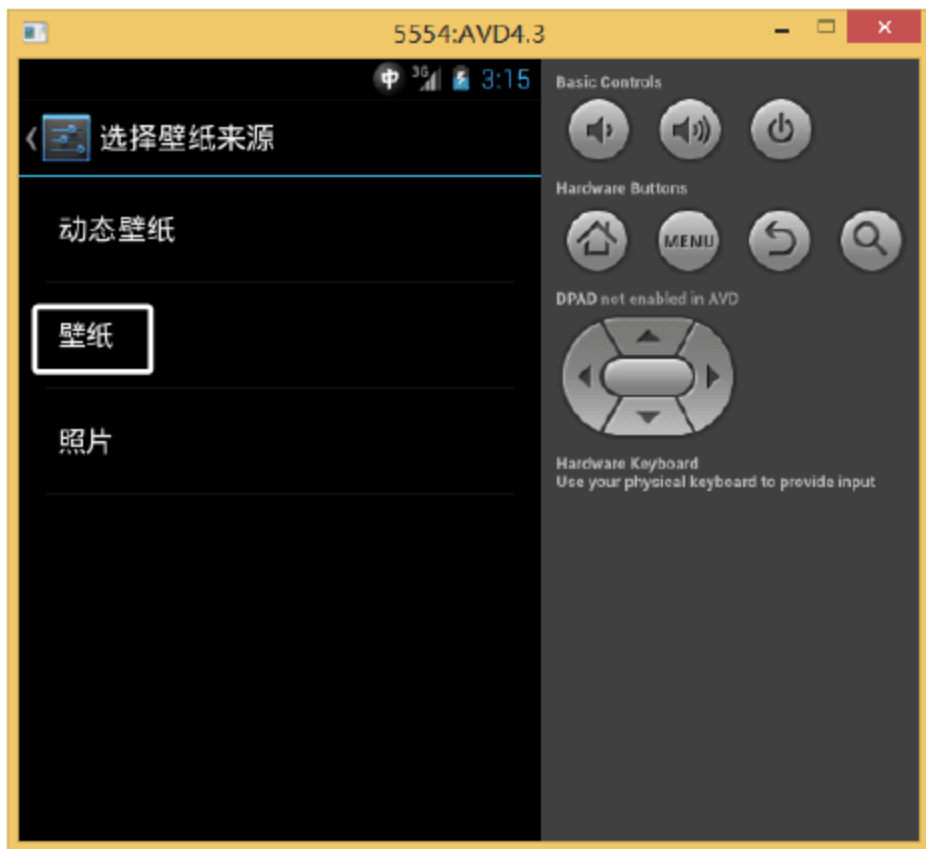 5554:AVD4.3
中 3G 3:15
选择壁纸来源
动态壁纸
壁纸
照片
Basic Controls
Hardware Buttons
MENU
DPAD not enabled in AVD
Hardware Keyboard
Use your physical keyboard to provide input